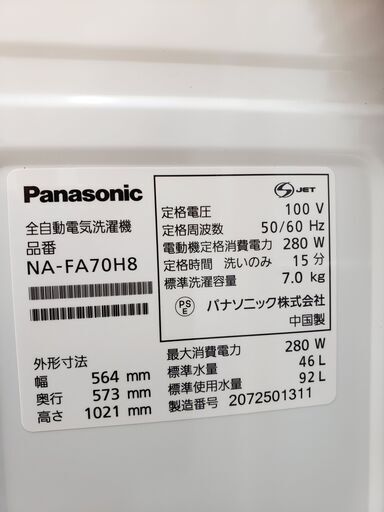 Panasonic
全自動電気洗濯機
品番
NA-FA70H8
外形寸法
幅 564 mm
奥行 573 mm
高さ 1021 mm
S JET
定格電圧 100 V
定格周波数 50/60 Hz
電動機定格消費電力 280 W
定格時間 洗いのみ 15 分
標準洗濯容量 7.0 kg
PSE パナソニック株式会社
中国製
最大消費電力 280 W
標準水量 46 L
標準使用水量 92 L
製造番号 2072501311